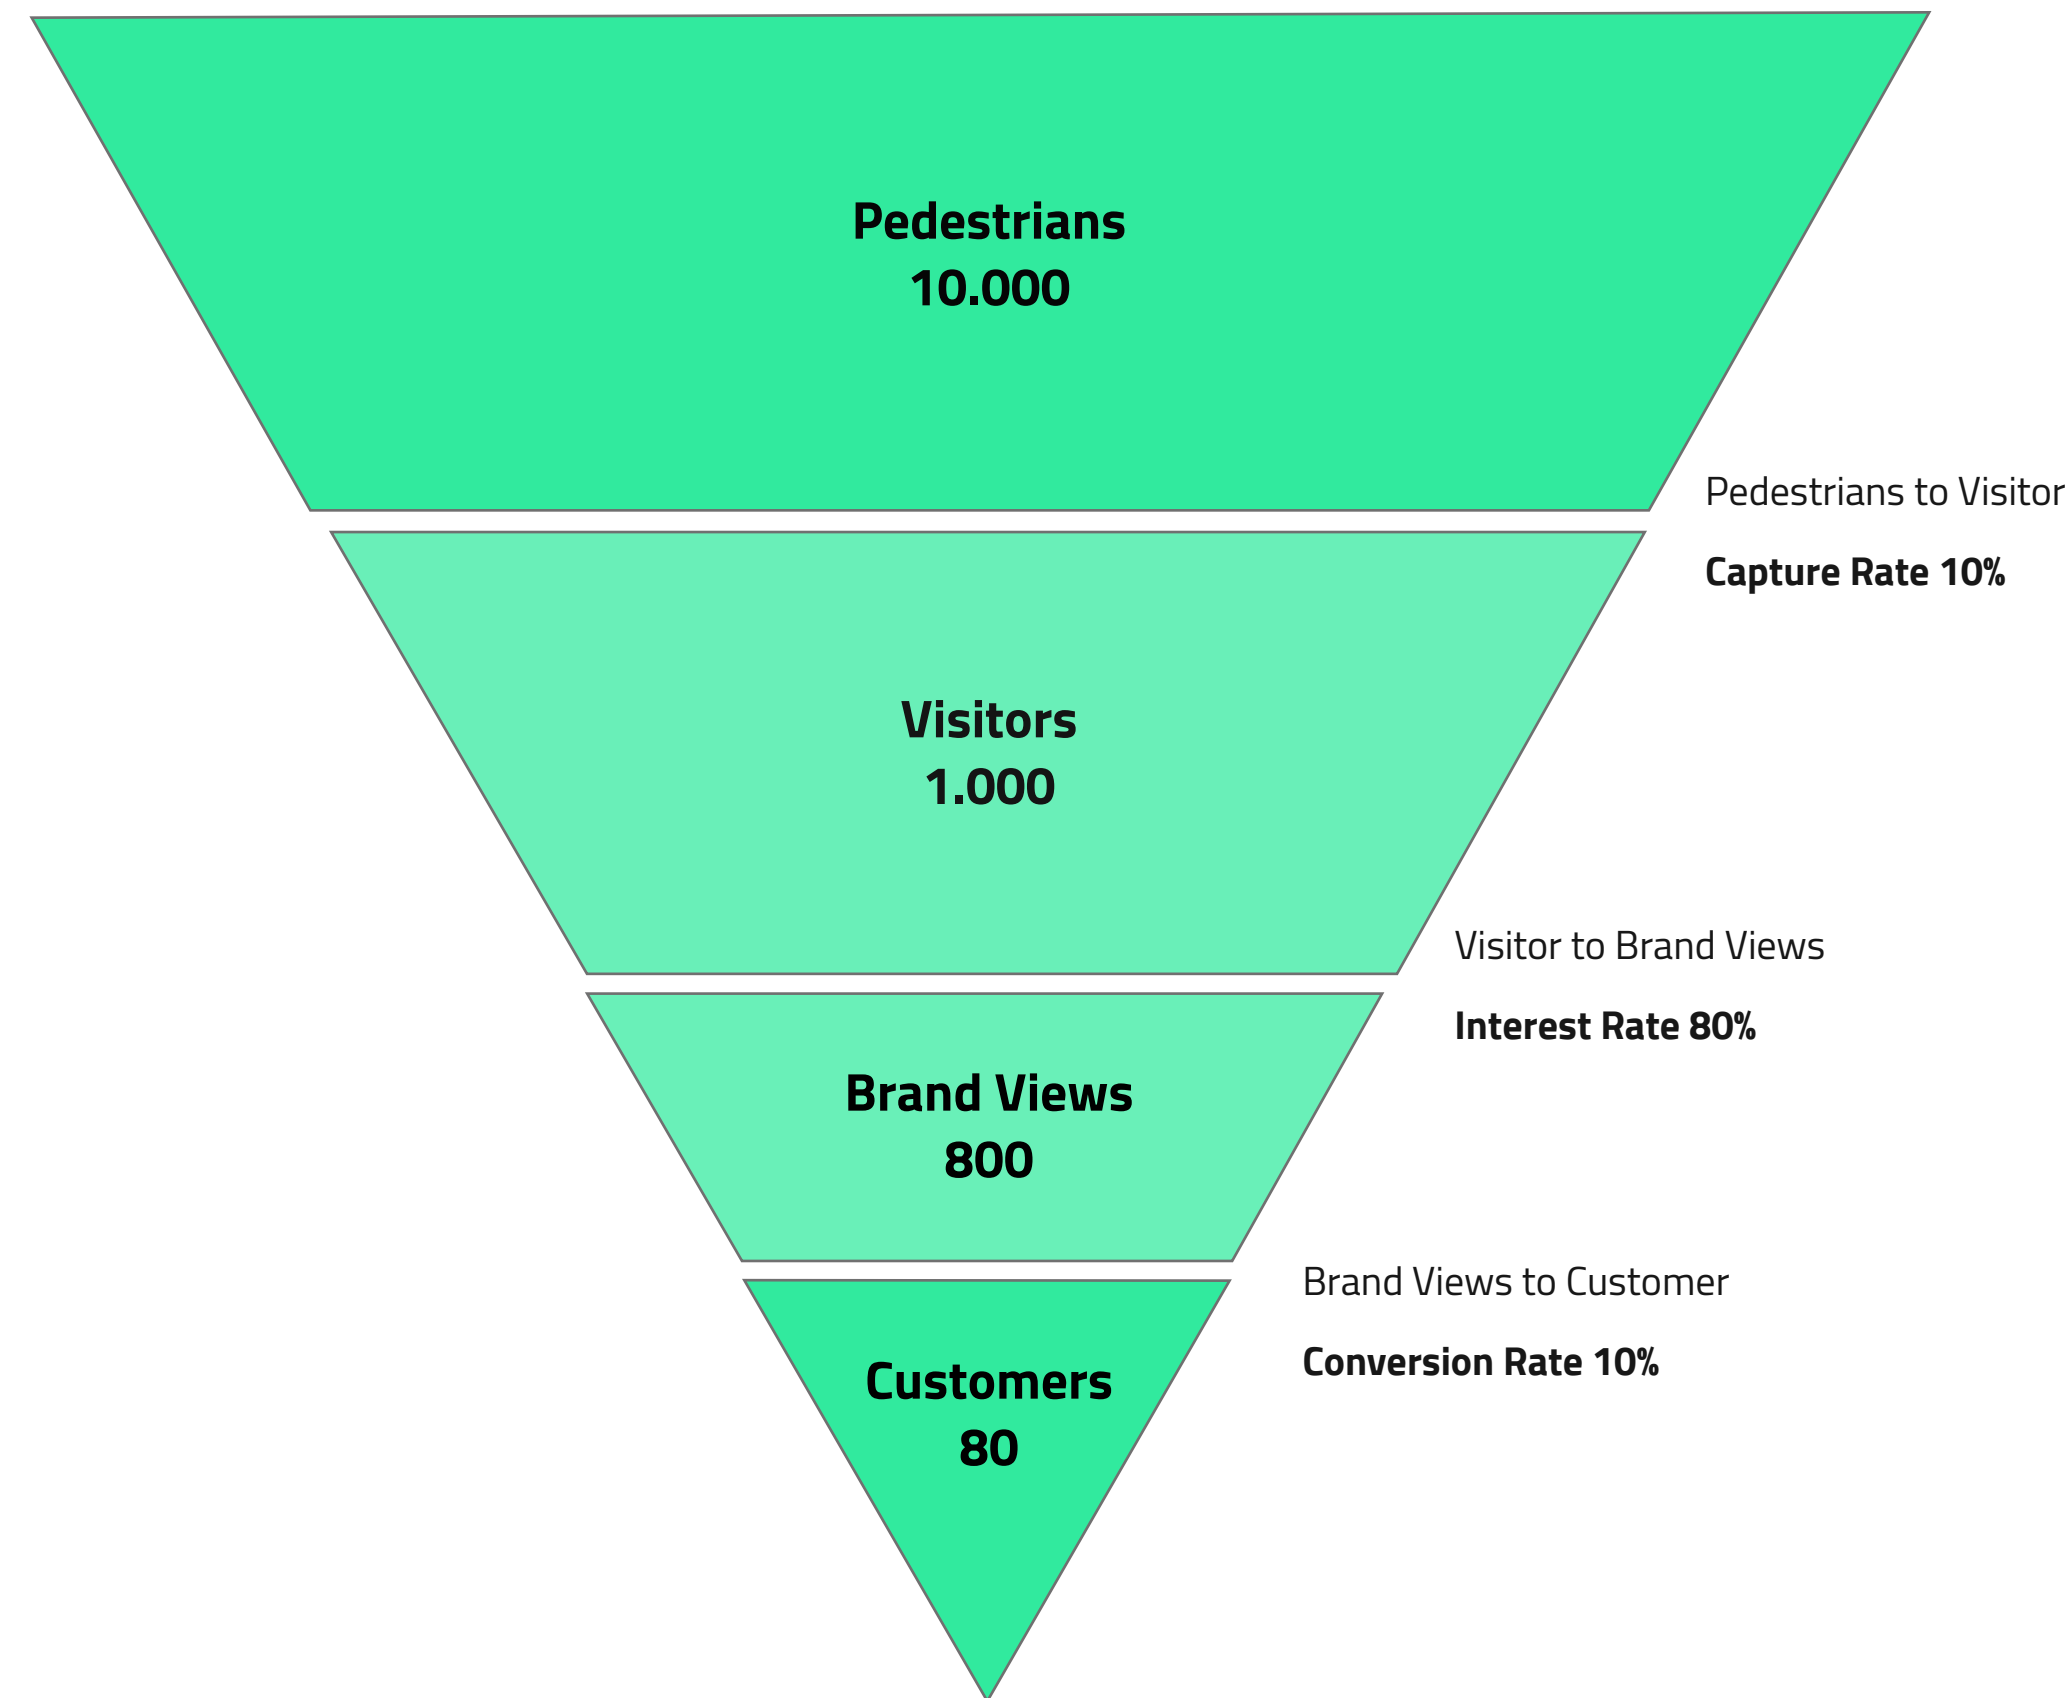 Pedestrians
10.000
Pedestrians to Visitor
Capture Rate 10%
Visitors
1.000
Visitor to Brand Views
Interest Rate 80%
Brand Views
800
Brand Views to Customer
Conversion Rate 10%
Customers
80